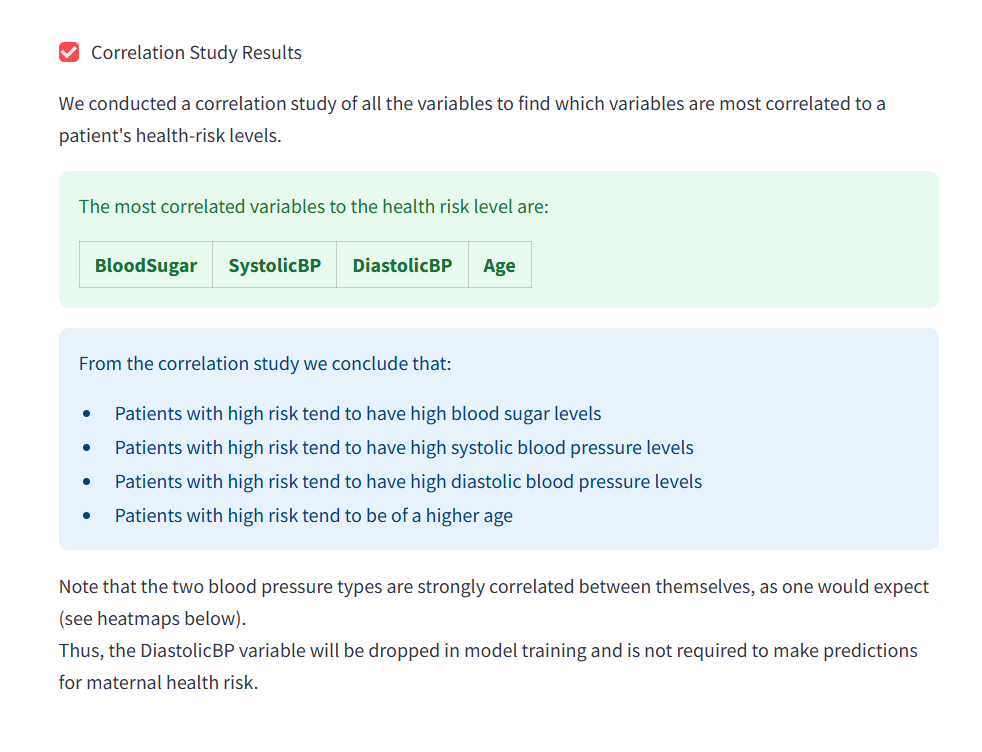 Correlation Study Results
We conducted a correlation study of all the variables to find which variables are most correlated to a
patient's health-risk levels.
The most correlated variables to the health risk level are:
BloodSugar SystolicBP DiastolicBP Age
From the correlation study we conclude that:
• Patients with high risk tend to have high blood sugar levels
• Patients with high risk tend to have high systolic blood pressure levels
• Patients with high risk tend to have high diastolic blood pressure levels
• Patients with high risk tend to be of a higher age
Note that the two blood pressure types are strongly correlated between themselves, as one would expect
(see heatmaps below).
Thus, the DiastolicBP variable will be dropped in model training and is not required to make predictions
for maternal health risk.